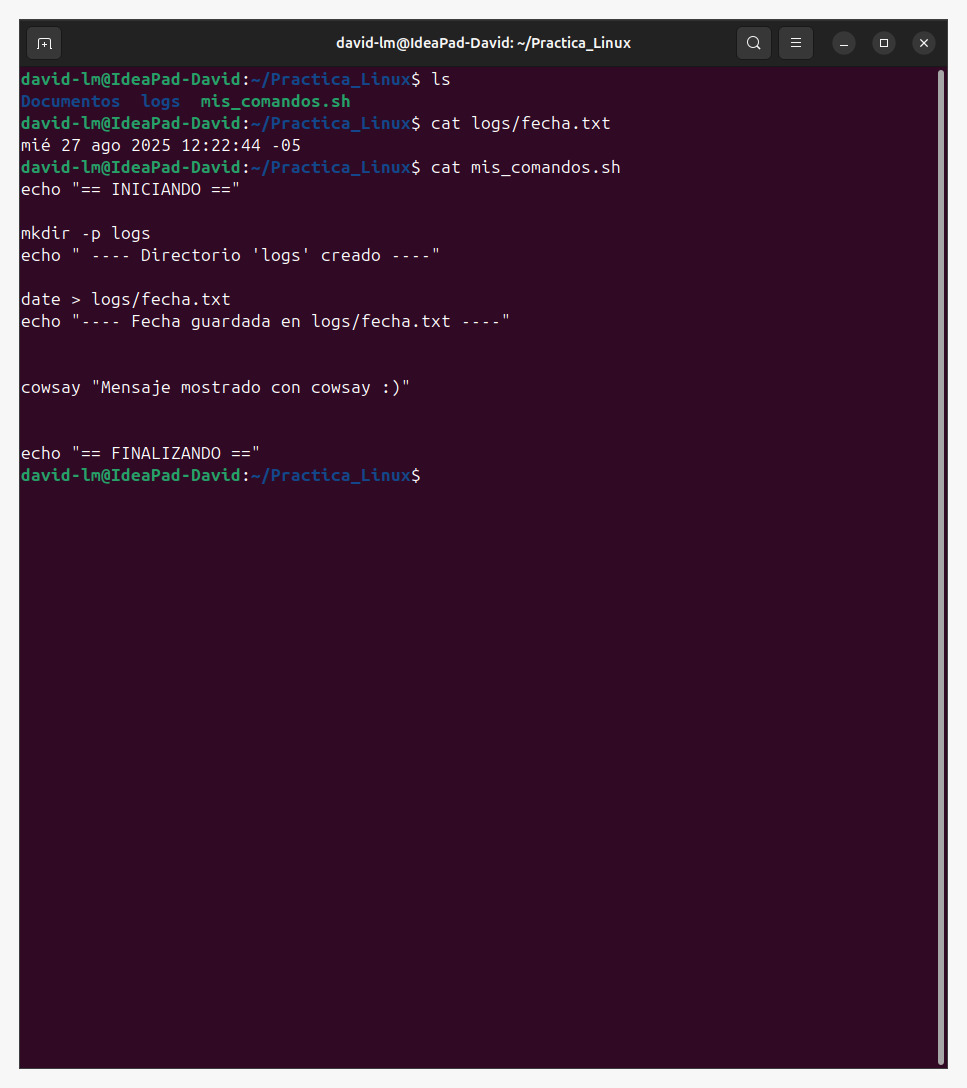 david-lm@IdeaPad-David: ~/Practica_Linux
david-lm@IdeaPad-David:~/Practica_Linux$ ls
Documentos  logs  mis_comandos.sh
david-lm@IdeaPad-David:~/Practica_Linux$ cat logs/fecha.txt
mié 27 ago 2025 12:22:44 -05
david-lm@IdeaPad-David:~/Practica_Linux$ cat mis_comandos.sh
echo "== INICIANDO =="
mkdir -p logs
echo " ---- Directorio 'logs' creado ----"
date > logs/fecha.txt
echo "---- Fecha guardada en logs/fecha.txt ----"
cowsay "Mensaje mostrado con cowsay :)"
echo "== FINALIZANDO =="
david-lm@IdeaPad-David:~/Practica_Linux$